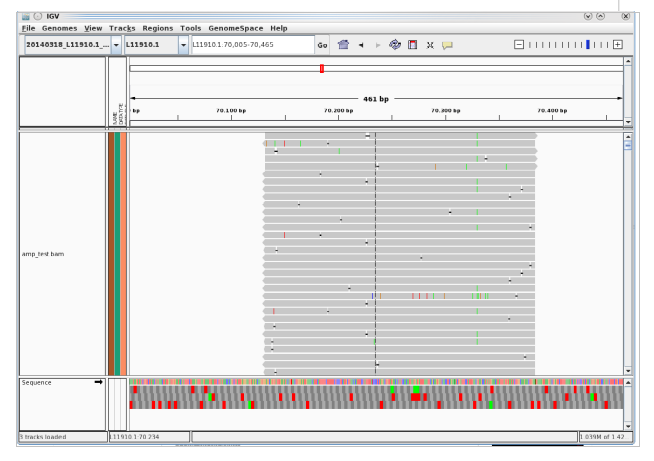 IGV
File Genomes View Tracks Regions Tools GenomeSpace Help
20140318_L11910.1_... L11910.1 L11910.1:70,005-70,465 Go
461 bp
bp 70.100 bp 70.200 bp 70.300 bp 70.400 bp
NAME
DATA TYPE
amp_test bam
Sequence
3 tracks loaded L11910 1:70 234 1.039M of 1 42